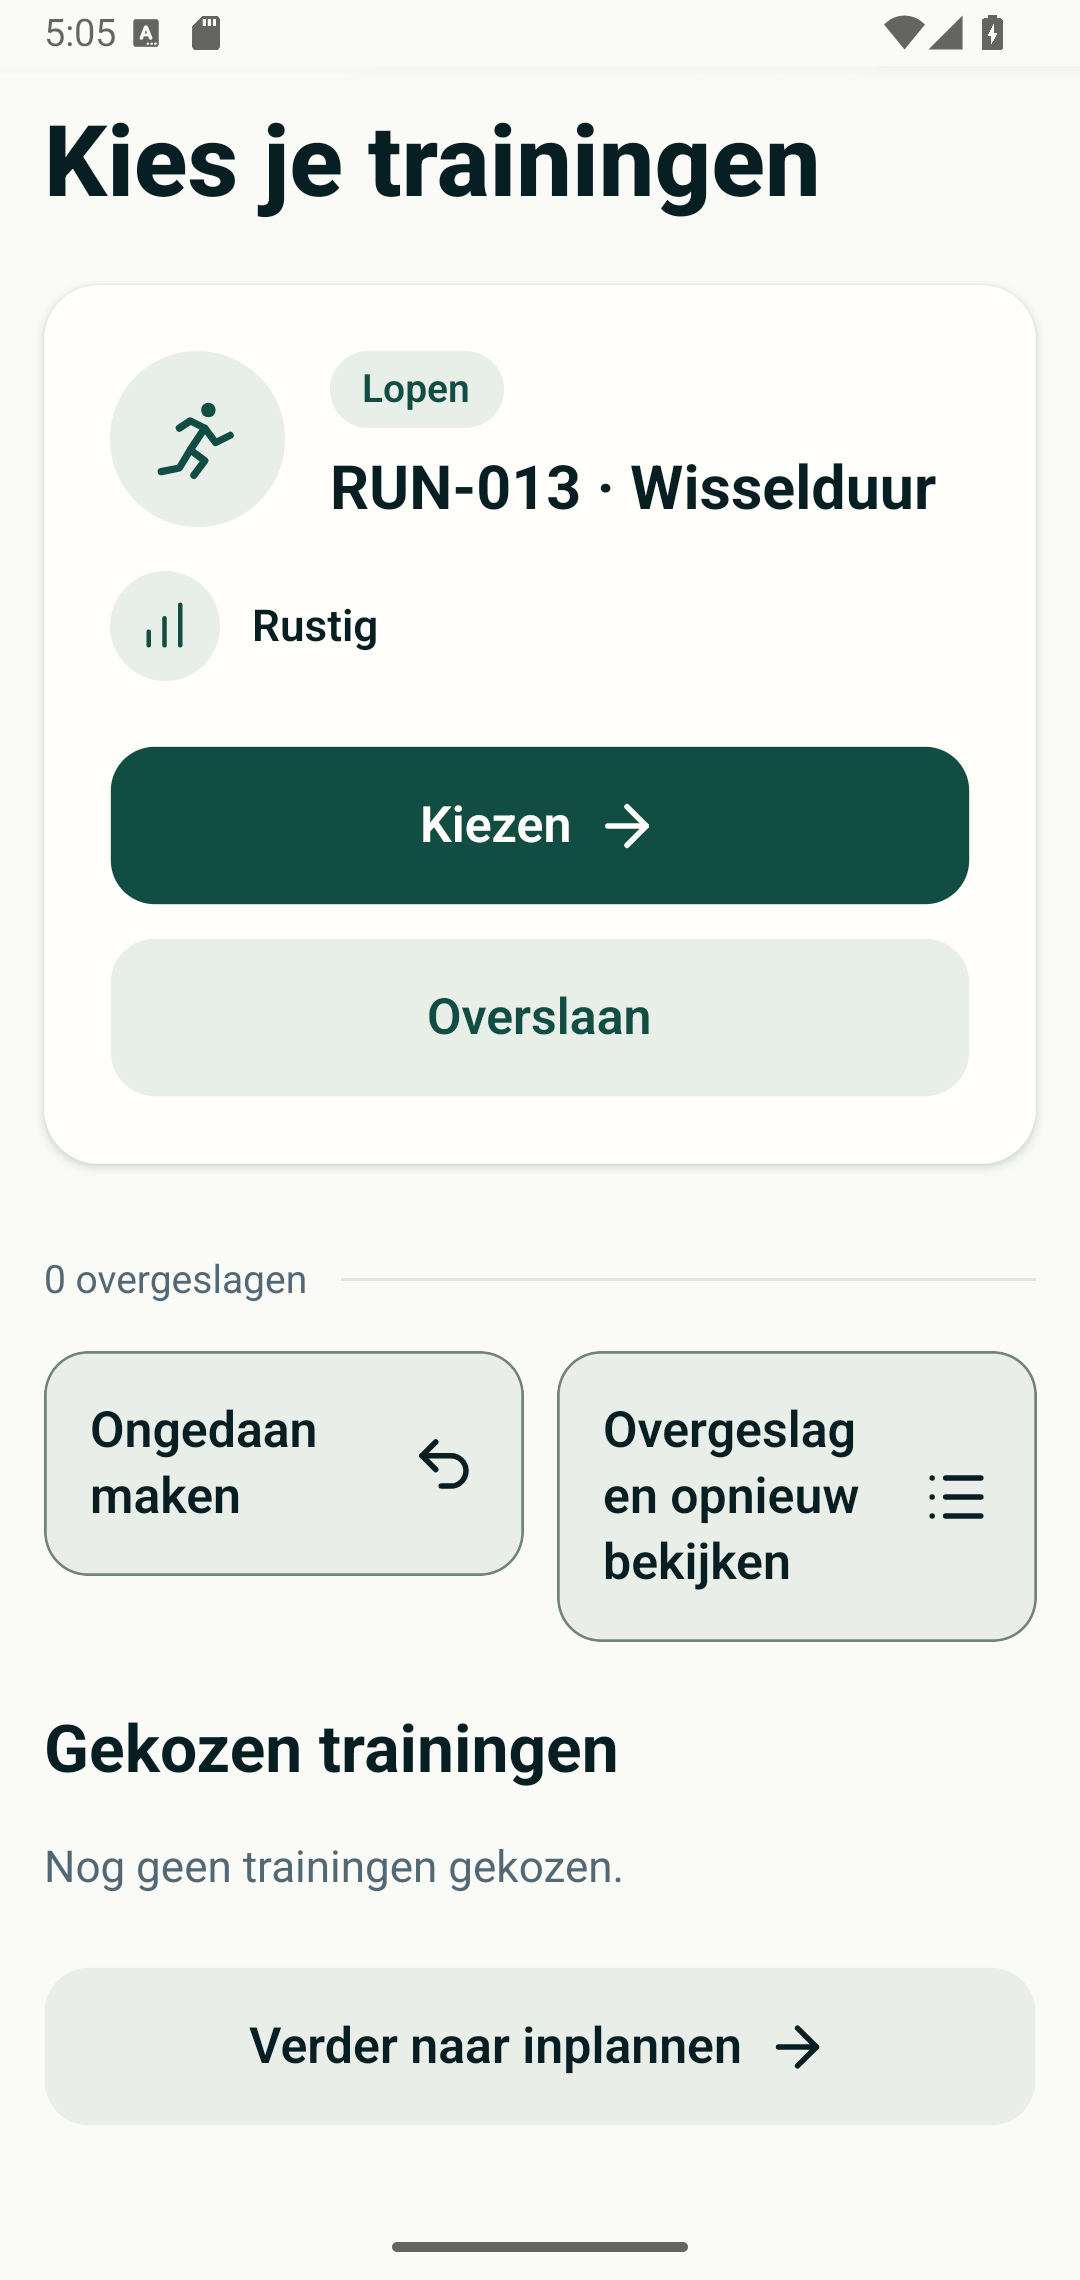 5:05
Kies je trainingen
Lopen
RUN-013 · Wisselduur
Rustig
Kiezen
Overslaan
0 overgeslagen
Ongedaan
maken
Overgeslag
en opnieuw
bekijken
Gekozen trainingen
Nog geen trainingen gekozen.
Verder naar inplannen